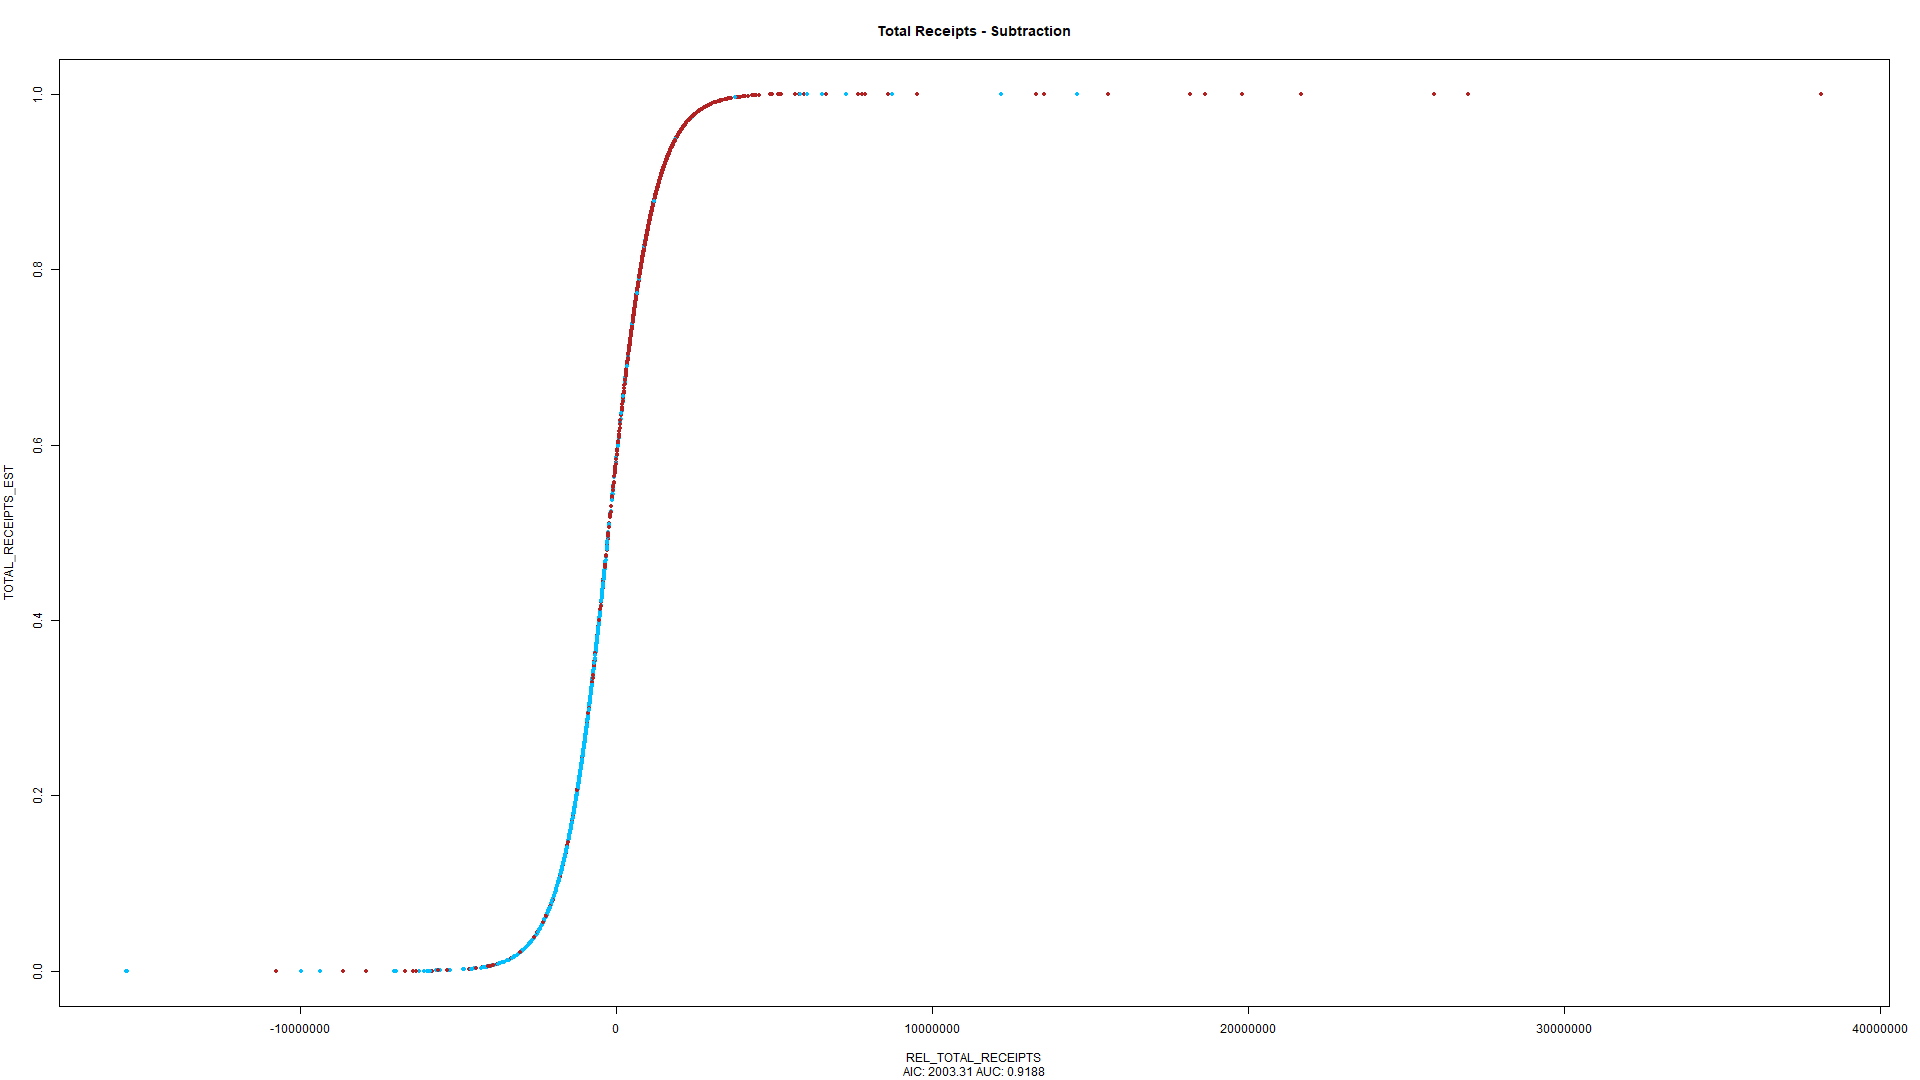 Total Receipts - Subtraction
1.0
0.8
0.6
0.4
0.2
0.0
TOTAL_RECEIPTS_EST
-10000000 0 10000000 20000000 30000000 40000000
REL_TOTAL_RECEIPTS
AIC: 2003.31 AUC: 0.9188